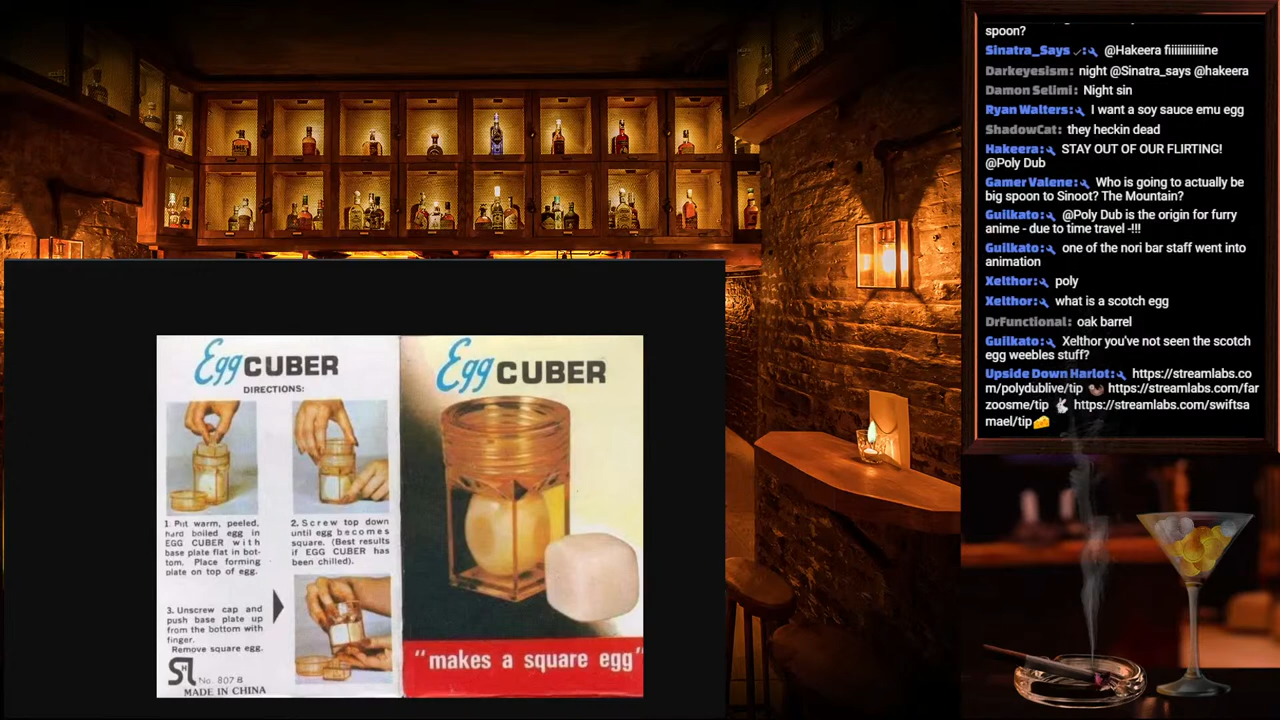 Egg CUBER
DIRECTIONS:
1. Put warm, peeled,
hard boiled egg in
EGG CUBER with
base plate flat in bot-
tom. Place forming
plate on top of egg.
2. Screw top down
until egg becomes
square. (Best results
if EGG CUBER has
been chilled).
3. Unscrew cap and
push base plate up
from the bottom with
finger.
Remove square egg.
No. 807 B
MADE IN CHINA
Egg CUBER
"makes a square egg"
spoon?
Sinatra_Says: @Hakeera fiiiiiiiiiiiine
Darkeyesism: night @Sinatra_says @hakeera
Damon Selimi: Night sin
Ryan Walters: I want a soy sauce emu egg
ShadowCat: they heckin dead
Hakeera: STAY OUT OF OUR FLIRTING!
@Poly Dub
Gamer Valene: Who is going to actually be
big spoon to Sinoot? The Mountain?
Guilkato: @Poly Dub is the origin for furry
anime - due to time travel -!!!
Guilkato: one of the nori bar staff went into
animation
Xelthor: poly
Xelthor: what is a scotch egg
DrFunctional: oak barrel
Guilkato: Xelthor you've not seen the scotch
egg weebles stuff?
Upside Down Harlot: https://streamlabs.co
m/polydublive/tip https://streamlabs.com/far
zoosme/tip https://streamlabs.com/swiftsa
mael/tip